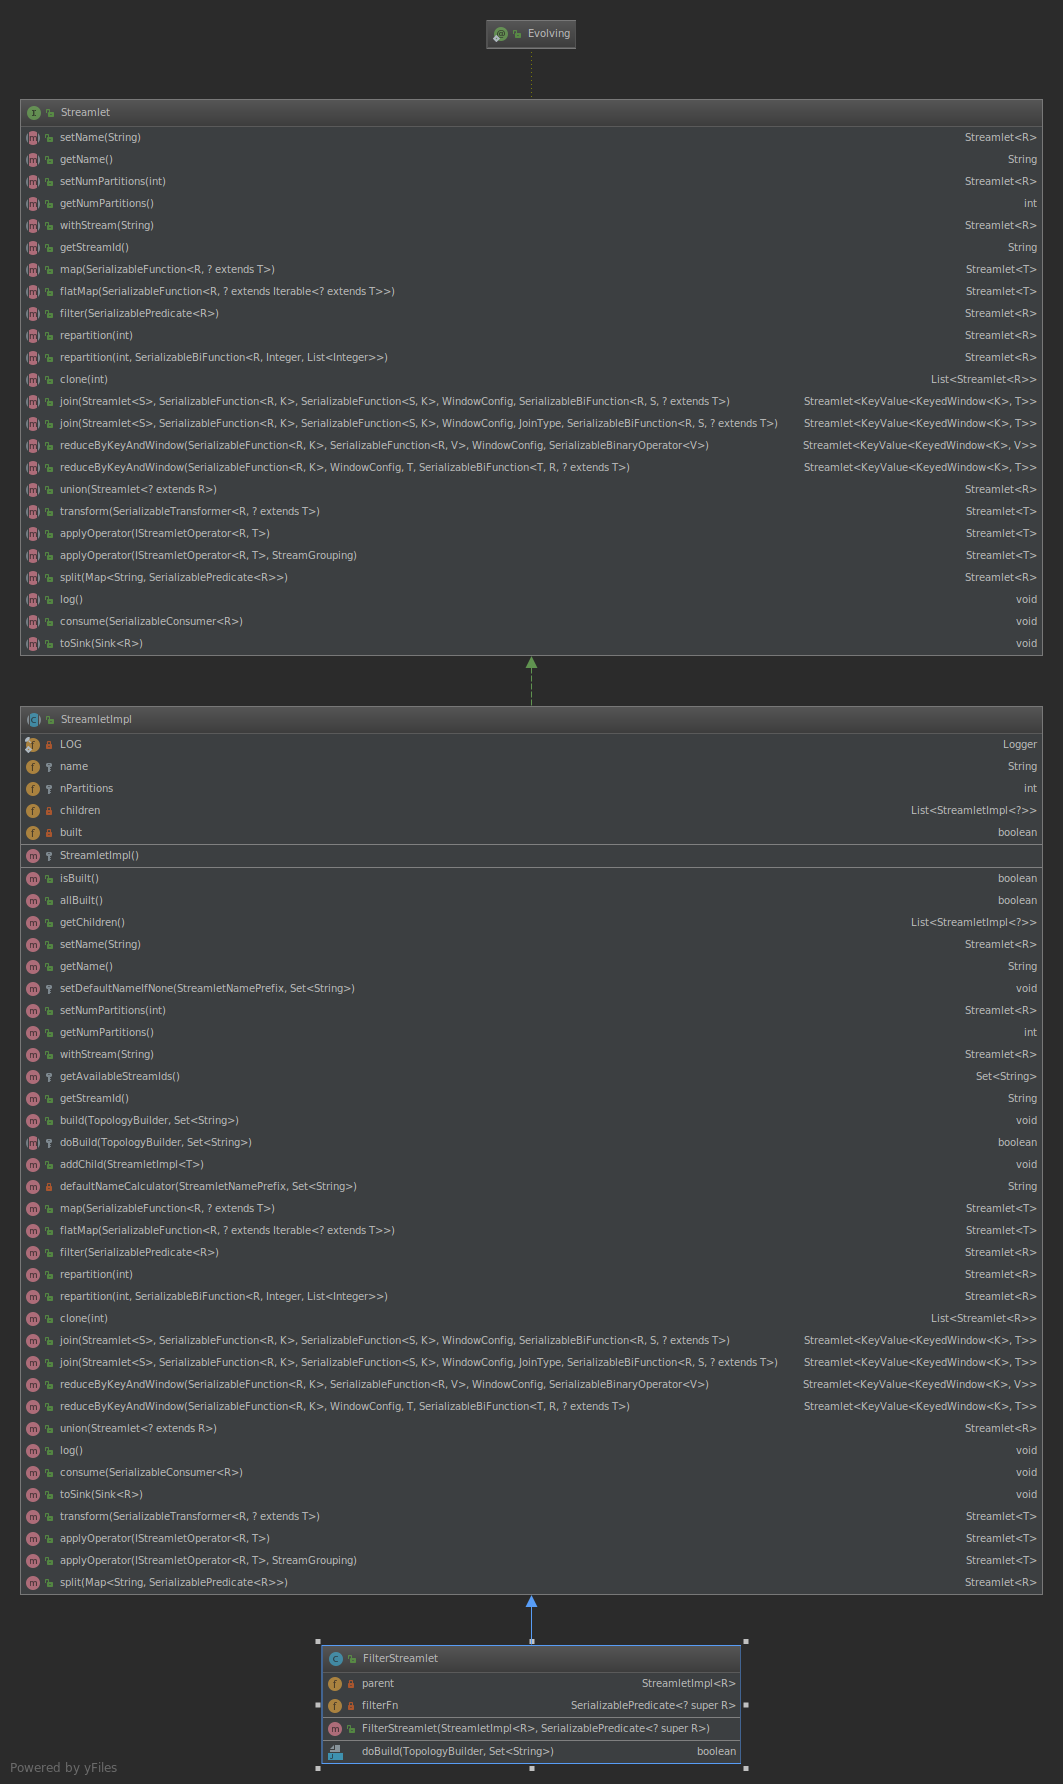 Evolving
Streamlet
setName(String) Streamlet<R>
getName() String
setNumPartitions(int) Streamlet<R>
getNumPartitions() int
withStream(String) Streamlet<R>
getStreamId() String
map(SerializableFunction<R, ? extends T>) Streamlet<T>
flatMap(SerializableFunction<R, ? extends Iterable<? extends T>>) Streamlet<T>
filter(SerializablePredicate<R>) Streamlet<R>
repartition(int) Streamlet<R>
repartition(int, SerializableBiFunction<R, Integer, List<Integer>>) Streamlet<R>
clone(int) List<Streamlet<R>>
join(Streamlet<S>, SerializableFunction<R, K>, SerializableFunction<S, K>, WindowConfig, SerializableBiFunction<R, S, ? extends T>) Streamlet<KeyValue<KeyedWindow<K>, T>>
join(Streamlet<S>, SerializableFunction<R, K>, SerializableFunction<S, K>, WindowConfig, JoinType, SerializableBiFunction<R, S, ? extends T>) Streamlet<KeyValue<KeyedWindow<K>, T>>
reduceByKeyAndWindow(SerializableFunction<R, K>, SerializableFunction<R, V>, WindowConfig, SerializableBinaryOperator<V>) Streamlet<KeyValue<KeyedWindow<K>, V>>
reduceByKeyAndWindow(SerializableFunction<R, K>, WindowConfig, T, SerializableBiFunction<T, R, ? extends T>) Streamlet<KeyValue<KeyedWindow<K>, T>>
union(Streamlet<? extends R>) Streamlet<R>
transform(SerializableTransformer<R, ? extends T>) Streamlet<T>
applyOperator(IStreamletOperator<R, T>) Streamlet<T>
applyOperator(IStreamletOperator<R, T>, StreamGrouping) Streamlet<T>
split(Map<String, SerializablePredicate<R>>) Streamlet<R>
log() void
consume(SerializableConsumer<R>) void
toSink(Sink<R>) void
StreamletImpl
LOG Logger
name String
nPartitions int
children List<StreamletImpl<?>>
built boolean
StreamletImpl()
isBuilt() boolean
allBuilt() boolean
getChildren() List<StreamletImpl<?>>
setName(String) Streamlet<R>
getName() String
setDefaultNameIfNone(StreamletNamePrefix, Set<String>) void
setNumPartitions(int) Streamlet<R>
getNumPartitions() int
withStream(String) Streamlet<R>
getAvailableStreamIds() Set<String>
getStreamId() String
build(TopologyBuilder, Set<String>) void
doBuild(TopologyBuilder, Set<String>) boolean
addChild(StreamletImpl<T>) void
defaultNameCalculator(StreamletNamePrefix, Set<String>) String
map(SerializableFunction<R, ? extends T>) Streamlet<T>
flatMap(SerializableFunction<R, ? extends Iterable<? extends T>>) Streamlet<T>
filter(SerializablePredicate<R>) Streamlet<R>
repartition(int) Streamlet<R>
repartition(int, SerializableBiFunction<R, Integer, List<Integer>>) Streamlet<R>
clone(int) List<Streamlet<R>>
join(Streamlet<S>, SerializableFunction<R, K>, SerializableFunction<S, K>, WindowConfig, SerializableBiFunction<R, S, ? extends T>) Streamlet<KeyValue<KeyedWindow<K>, T>>
join(Streamlet<S>, SerializableFunction<R, K>, SerializableFunction<S, K>, WindowConfig, JoinType, SerializableBiFunction<R, S, ? extends T>) Streamlet<KeyValue<KeyedWindow<K>, T>>
reduceByKeyAndWindow(SerializableFunction<R, K>, SerializableFunction<R, V>, WindowConfig, SerializableBinaryOperator<V>) Streamlet<KeyValue<KeyedWindow<K>, V>>
reduceByKeyAndWindow(SerializableFunction<R, K>, WindowConfig, T, SerializableBiFunction<T, R, ? extends T>) Streamlet<KeyValue<KeyedWindow<K>, T>>
union(Streamlet<? extends R>) Streamlet<R>
log() void
consume(SerializableConsumer<R>) void
toSink(Sink<R>) void
transform(SerializableTransformer<R, ? extends T>) Streamlet<T>
applyOperator(IStreamletOperator<R, T>) Streamlet<T>
applyOperator(IStreamletOperator<R, T>, StreamGrouping) Streamlet<T>
split(Map<String, SerializablePredicate<R>>) Streamlet<R>
FilterStreamlet
parent StreamletImpl<R>
filterFn SerializablePredicate<? super R>
FilterStreamlet(StreamletImpl<R>, SerializablePredicate<? super R>)
doBuild(TopologyBuilder, Set<String>) boolean
Powered by yFiles